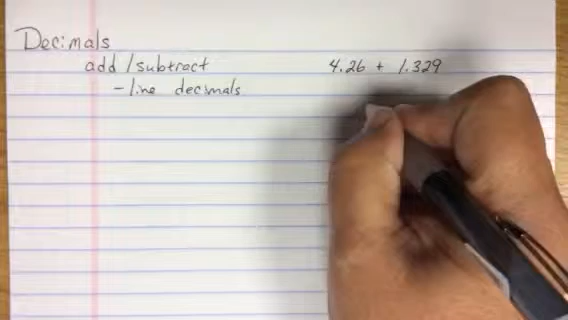 Decimals
add / subtract 4.26 + 1.329
- line decimals